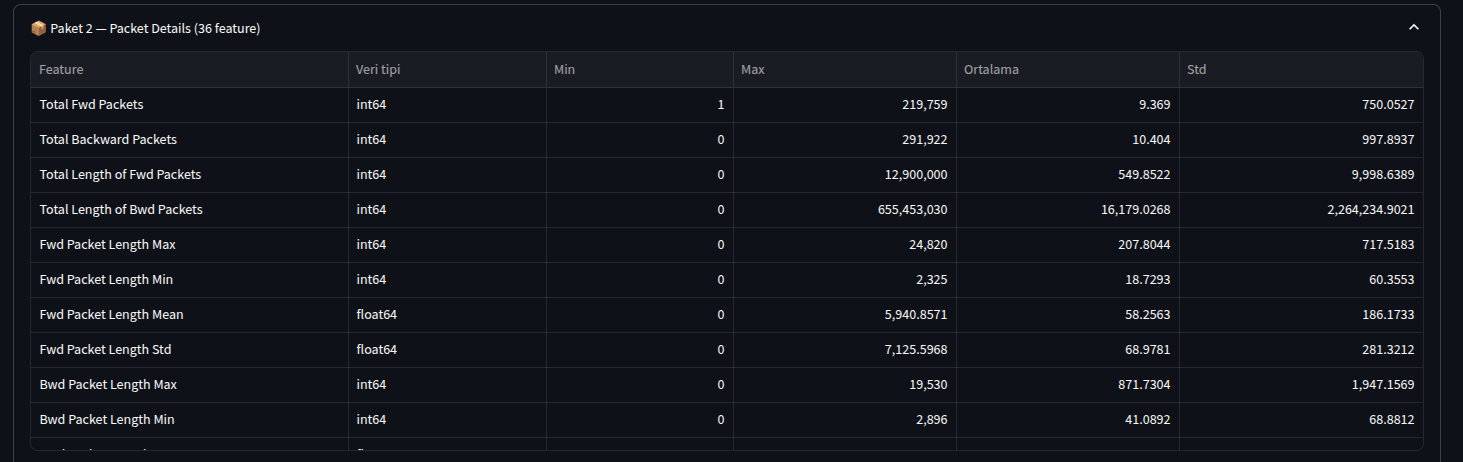 📦 Paket 2 — Packet Details (36 feature)
Feature Veri tipi Min Max Ortalama Std
Total Fwd Packets int64 1 219,759 9.369 750.0527
Total Backward Packets int64 0 291,922 10.404 997.8937
Total Length of Fwd Packets int64 0 12,900,000 549.8522 9,998.6389
Total Length of Bwd Packets int64 0 655,453,030 16,179.0268 2,264,234.9021
Fwd Packet Length Max int64 0 24,820 207.8044 717.5183
Fwd Packet Length Min int64 0 2,325 18.7293 60.3553
Fwd Packet Length Mean float64 0 5,940.8571 58.2563 186.1733
Fwd Packet Length Std float64 0 7,125.5968 68.9781 281.3212
Bwd Packet Length Max int64 0 19,530 871.7304 1,947.1569
Bwd Packet Length Min int64 0 2,896 41.0892 68.8812